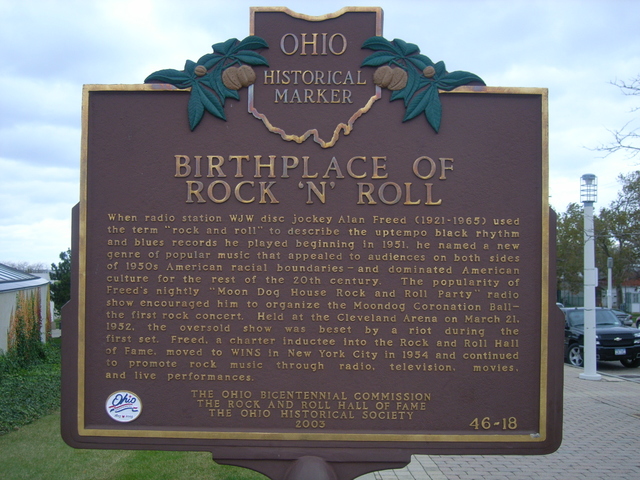 OHIO
HISTORICAL
MARKER
BIRTHPLACE OF
ROCK 'N' ROLL
When radio station WJW disc jockey Alan Freed (1921-1965) used
the term "rock and roll" to describe the uptempo black rhythm
and blues records he played beginning in 1951, he named a new
genre of popular music that appealed to audiences on both sides
of 1950s American racial boundaries—and dominated American
culture for the rest of the 20th century. The popularity of
Freed's nightly "Moon Dog House Rock and Roll Party" radio
show encouraged him to organize the Moondog Coronation Ball—
the first rock concert. Held at the Cleveland Arena on March 21,
1952, the oversold show was beset by a riot during the
first set. Freed, a charter inductee into the Rock and Roll Hall
of Fame, moved to WINS in New York City in 1954 and continued
to promote rock music through radio, television, movies,
and live performances.
THE OHIO BICENTENNIAL COMMISSION
THE ROCK AND ROLL HALL OF FAME
THE OHIO HISTORICAL SOCIETY
2003
46-18
Ohio